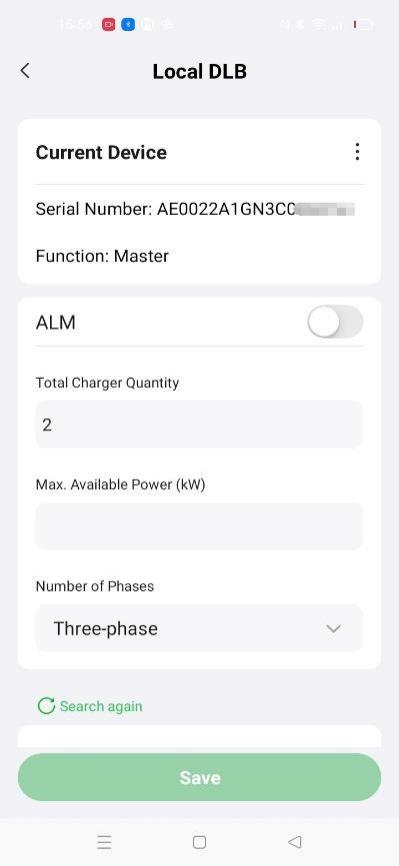 15:56
Local DLB
Current Device
Serial Number: AE0022A1GN3C0
Function: Master
ALM
Total Charger Quantity
2
Max. Available Power (kW)
Number of Phases
Three-phase
Search again
Save